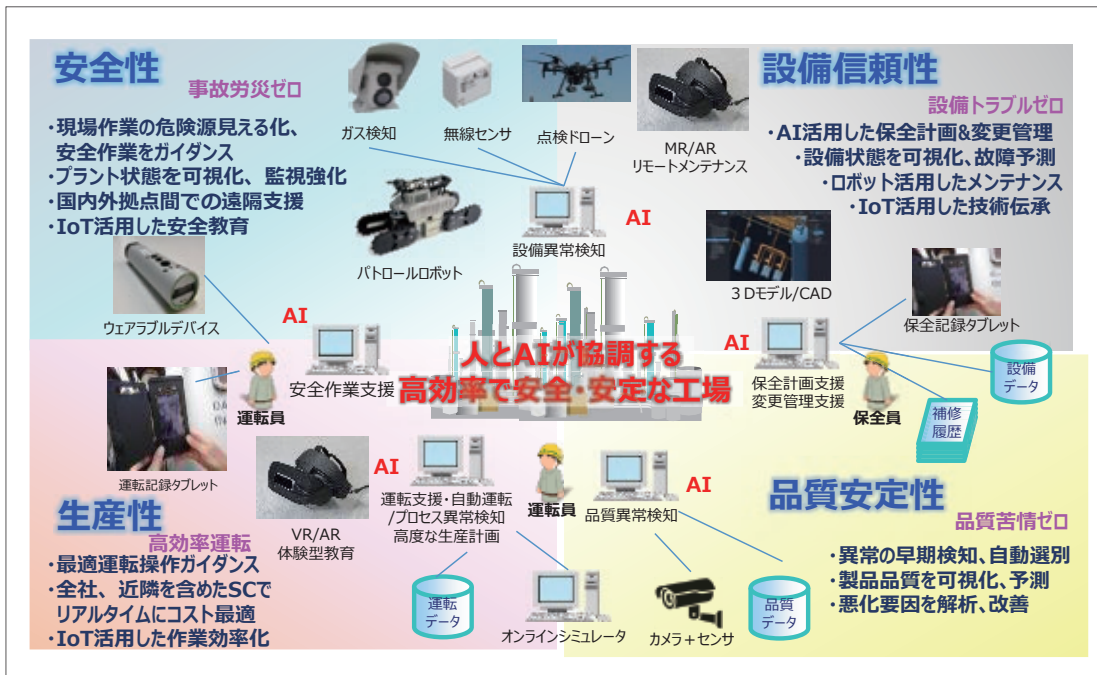 安全性
事故労災ゼロ
・現場作業の危険源見える化、
安全作業をガイダンス
・プラント状態を可視化、監視強化
・国内外拠点間での遠隔支援
・IoT活用した安全教育
ガス検知
無線センサ
点検ドローン
MR/AR
リモートメンテナンス
設備信頼性
設備トラブルゼロ
・AI活用した保全計画&変更管理
・設備状態を可視化、故障予測
・ロボット活用したメンテナンス
・IoT活用した技術伝承
パトロールロボット
AI
設備異常検知
3Dモデル/CAD
保全記録タブレット
ウェアラブルデバイス
AI
安全作業支援
運転員
人とAIが協調する
高効率で安全・安定な工場
AI
保全計画支援
変更管理支援
保全員
設備
データ
補修
履歴
運転記録タブレット
生産性
高効率運転
・最適運転操作ガイダンス
・全社、近隣を含めたSCで
リアルタイムにコスト最適
・IoT活用した作業効率化
VR/AR
体験型教育
AI
運転支援・自動運転
/プロセス異常検知
高度な生産計画
運転員
AI
品質異常検知
運転
データ
オンラインシミュレータ
カメラ+センサ
品質
データ
品質安定性
品質苦情ゼロ
・異常の早期検知、自動選別
・製品品質を可視化、予測
・悪化要因を解析、改善